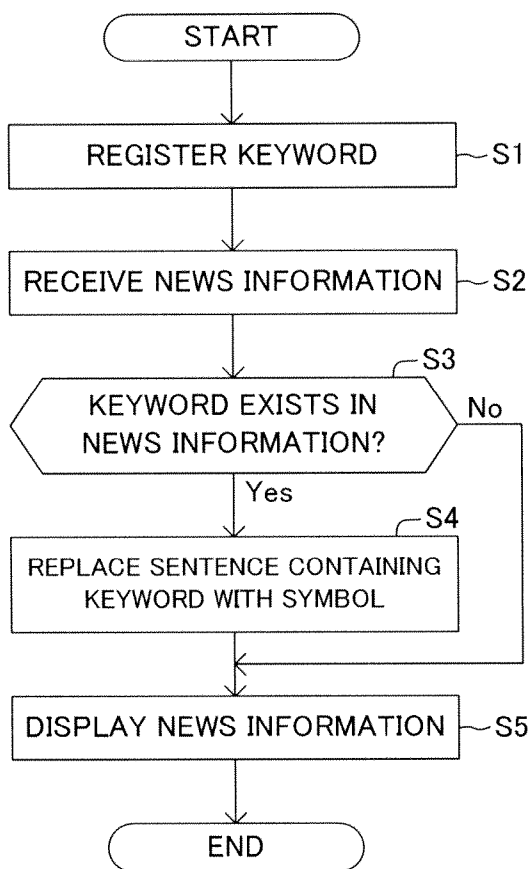 START
REGISTER KEYWORD
S1
RECEIVE NEWS INFORMATION
S2
S3
KEYWORD EXISTS IN
NEWS INFORMATION?
No
Yes
S4
REPLACE SENTENCE CONTAINING
KEYWORD WITH SYMBOL
DISPLAY NEWS INFORMATION
S5
END